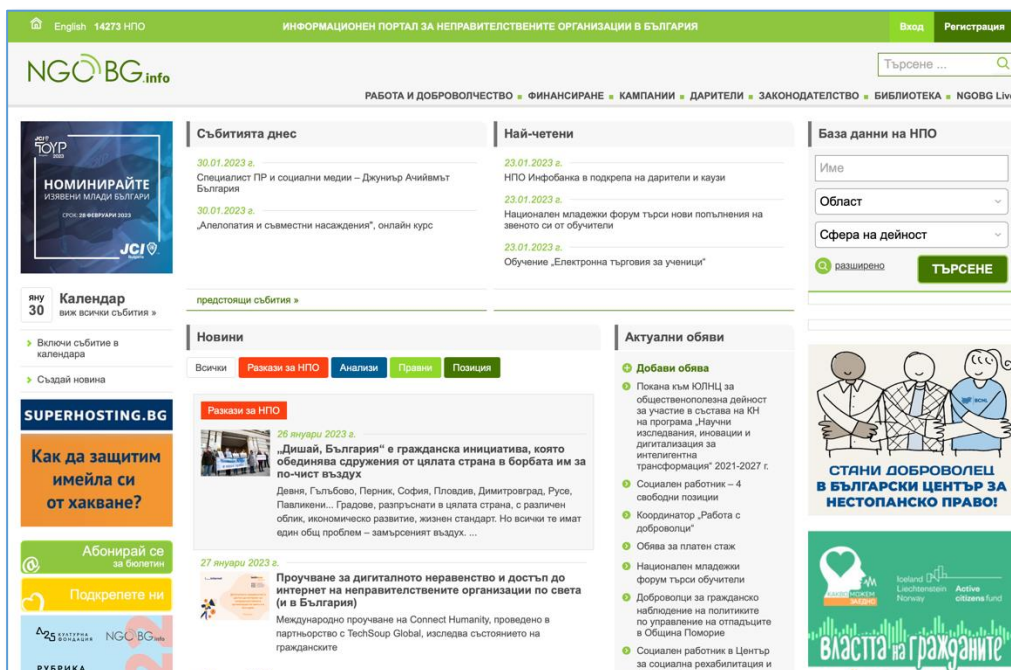 English 14273 НПО
ИНФОРМАЦИОНЕН ПОРТАЛ ЗА НЕПРАВИТЕЛСТВЕНИТЕ ОРГАНИЗАЦИИ В БЪЛГАРИЯ
Вход
Регистрация
NGOBG.info
Търсене ...
РАБОТА И ДОБРОВОЛЧЕСТВО ФИНАНСИРАНЕ КАМПАНИИ ДАРИТЕЛИ ЗАКОНОДАТЕЛСТВО БИБЛИОТЕКА NGOBG Live
JCI
TOYP
2023
НОМИНИРАЙТЕ
ИЗЯВЕНИ МЛАДИ БЪЛГАРИ
СРОК: 28 ФЕВРУАРИ 2023
JCI
яну
30
Календар
виж всички събития »
Включи събитие в
календара
Създай новина
SUPERHOSTING.BG
Как да защитим
имейла си
от хакване?
Абонирай се
за бюлетин
Подкрепете ни
NGOBG.info
РУБРИКА
Събитията днес
30.01.2023 г.
Специалист ПР и социални медии – Джуниър Ачийвмът
България
30.01.2023 г.
„Алелопатия и съвместни насаждения", онлайн курс
предстоящи събития »
Най-четени
23.01.2023 г.
НПО Инфобанка в подкрепа на дарители и каузи
23.01.2023 г.
Национален младежки форум търси нови попълнения на
звеното си от обучители
23.01.2023 г.
Обучение „Електронна търговия за ученици"
Новини
Всички
Разкази за НПО
Анализи
Правни
Позиция
Разкази за НПО
26 януари 2023 г.
„Дишай, България“ е гражданска инициатива, която
обединява сдружения от цялата страна в борбата им за
по-чист въздух
Девня, Гълъбово, Перник, София, Пловдив, Димитровград, Русе,
Павликени... Градове, разпръснати в цялата страна, с различен
облик, икономическо развитие, жизнен стандарт. Но всички те имат
един общ проблем – замърсеният въздух. ...
27 януари 2023 г.
Проучване за дигиталното неравенство и достъп до
интернет на неправителствените организации по света
(и в България)
Международно проучване на Connect Humanity, проведено в
партньорство с TechSoup Global, изследва състоянието на
гражданските
Актуални обяви
Добави обява
Покана към ЮЛНЦ за
общественополезна дейност
за участие в състава на КН
на програма „Научни
изследвания, иновации и
дигитализация за
интелигентна
трансформация" 2021-2027 г.
Социален работник – 4
свободни позиции
Координатор „Работа с
доброволци"
Обява за платен стаж
Национален младежки
форум търси обучители
Доброволци за гражданско
наблюдение на политиките
по управление на отпадъците
в Община Поморие
Социален работник в Център
за социална рехабилитация и
База данни на НПО
Име
Област
Сфера на дейност
разширено
ТЪРСЕНЕ
СТАНИ ДОБРОВОЛЕЦ
В БЪЛГАРСКИ ЦЕНТЪР ЗА
НЕСТОПАНСКО ПРАВО!
КАКВО МОЖЕМ
ЗАЕДНО
Iceland
Liechtenstein
Norway
Active
citizens fund
ВЛАСТТА на ГРАЖДАНИТЕ